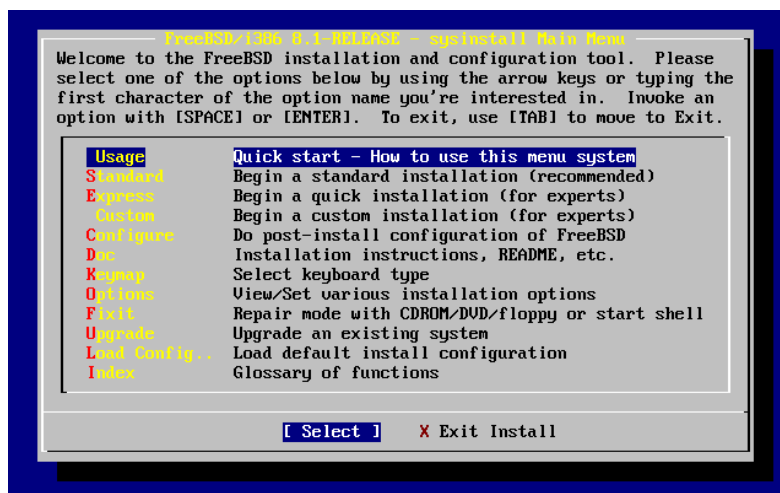 FreeBSD/i386 8.1-RELEASE - sysinstall Main Menu
Welcome to the FreeBSD installation and configuration tool.  Please
select one of the options below by using the arrow keys or typing the
first character of the option name you're interested in.  Invoke an
option with [SPACE] or [ENTER].  To exit, use [TAB] to move to Exit.
Usage Quick start - How to use this menu system
Standard Begin a standard installation (recommended)
Express Begin a quick installation (for experts)
Custom Begin a custom installation (for experts)
Configure Do post-install configuration of FreeBSD
Doc Installation instructions, README, etc.
Keymap Select keyboard type
Options View/Set various installation options
Fixit Repair mode with CDROM/DVD/floppy or start shell
Upgrade Upgrade an existing system
Load Config.. Load default install configuration
Index Glossary of functions
[ Select ] X Exit Install